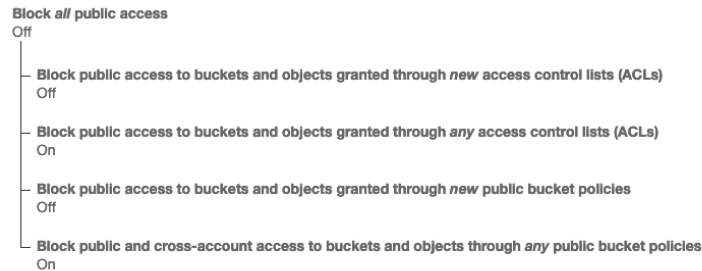 Block all public access
Off
Block public access to buckets and objects granted through new access control lists (ACLs)
Off
Block public access to buckets and objects granted through any access control lists (ACLs)
On
Block public access to buckets and objects granted through new public bucket policies
Off
Block public and cross-account access to buckets and objects through any public bucket policies
On